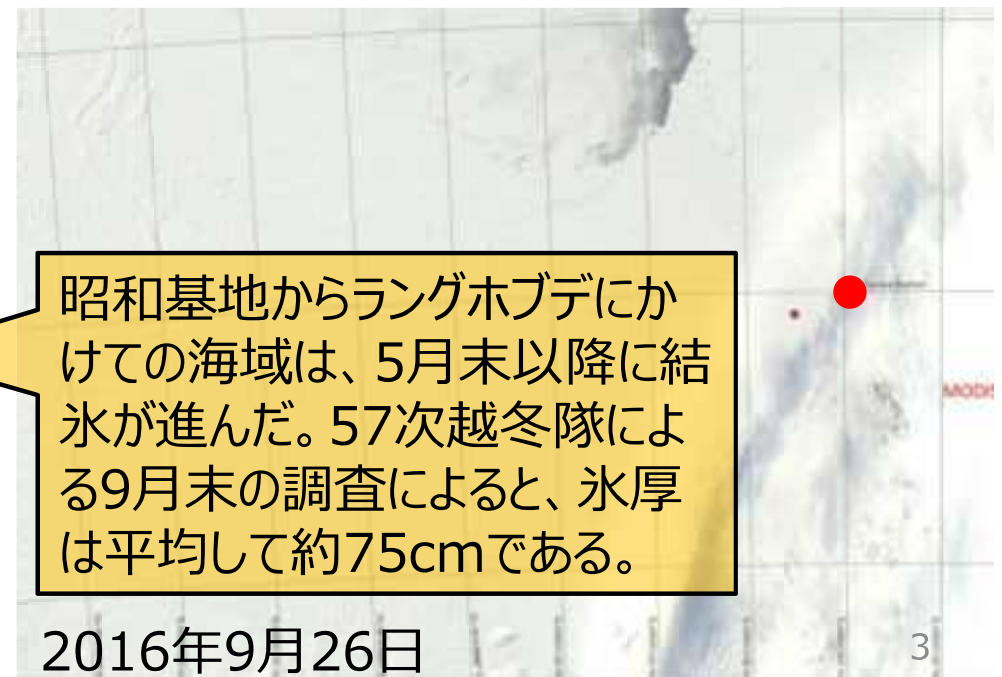 昭和基地からラングホブデにか
けての海域は、5月末以降に結
氷が進んだ。57次越冬隊によ
る9月末の調査によると、氷厚
は平均して約75cmである。
MODIS
2016年9月26日
3